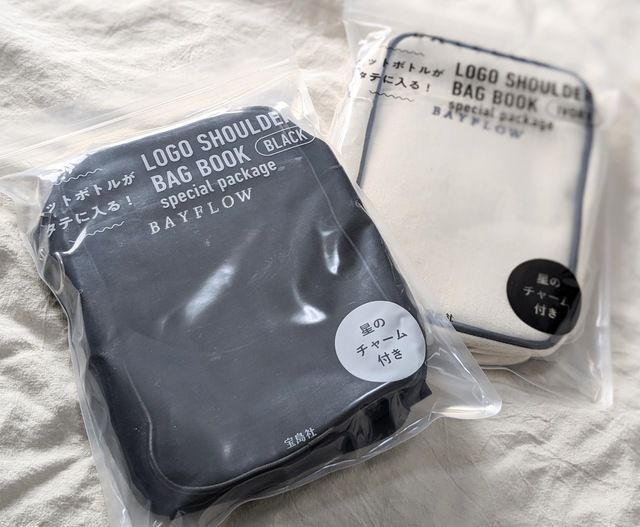 ットボトルが
タテに入る！
LOGO SHOULDE
BAG BOOK BLACK
special package
BAYFLOW
星の
チャーム
付き
宝島社
ットボトルが
タテに入る！
LOGO SHOULDE
BAG BOOK IVOR
special package
BAYFLOW
星の
チャーム
付き